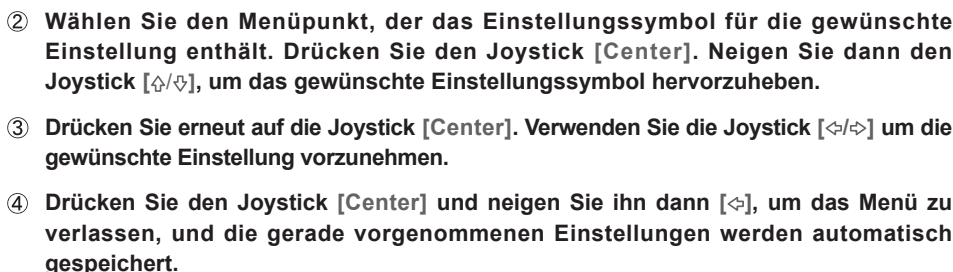 ② Wählen Sie den Menüpunkt, der das Einstellungssymbol für die gewünschte
Einstellung enthält. Drücken Sie den Joystick [Center]. Neigen Sie dann den
Joystick [⇧/⇩], um das gewünschte Einstellungssymbol hervorzuheben.
③ Drücken Sie erneut auf die Joystick [Center]. Verwenden Sie die Joystick [⇦/⇨] um die
gewünschte Einstellung vorzunehmen.
④ Drücken Sie den Joystick [Center] und neigen Sie ihn dann [⇦], um das Menü zu
verlassen, und die gerade vorgenommenen Einstellungen werden automatisch
gespeichert.